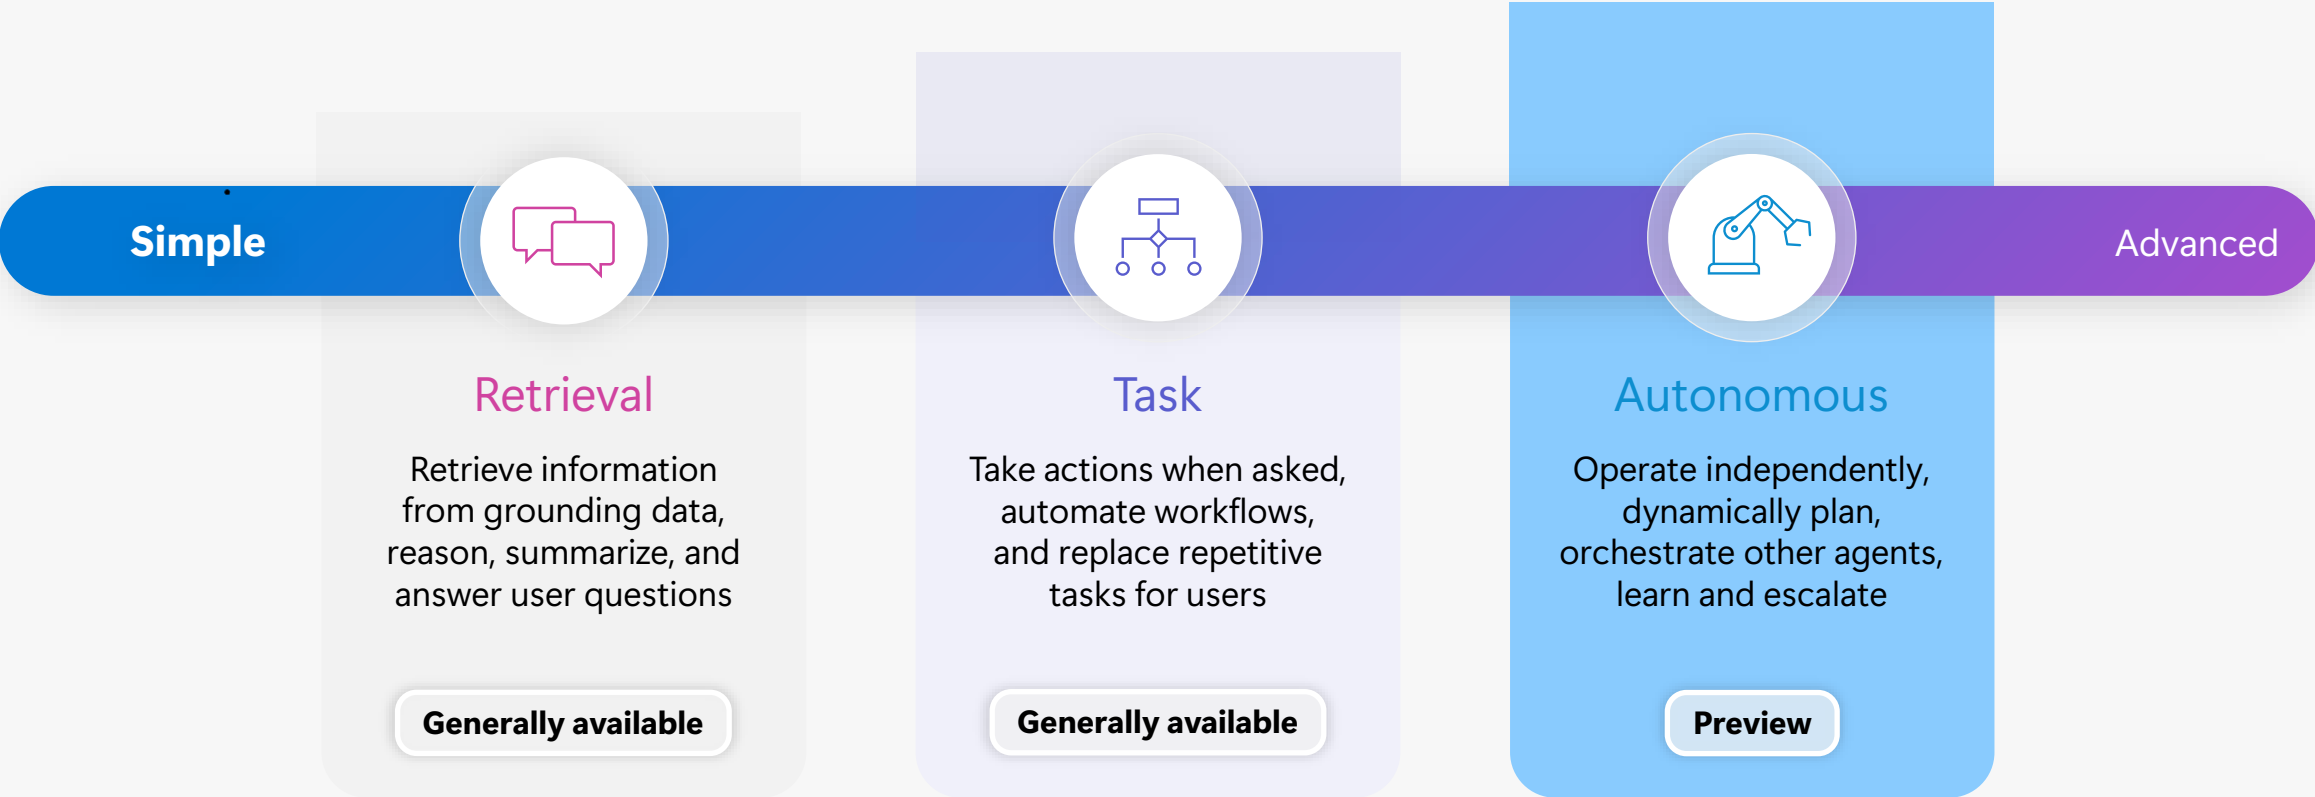 Simple
Advanced
Retrieval
Retrieve information
from grounding data,
reason, summarize, and
answer user questions
Generally available
Task
Take actions when asked,
automate workflows,
and replace repetitive
tasks for users
Generally available
Autonomous
Operate independently,
dynamically plan,
orchestrate other agents,
learn and escalate
Preview